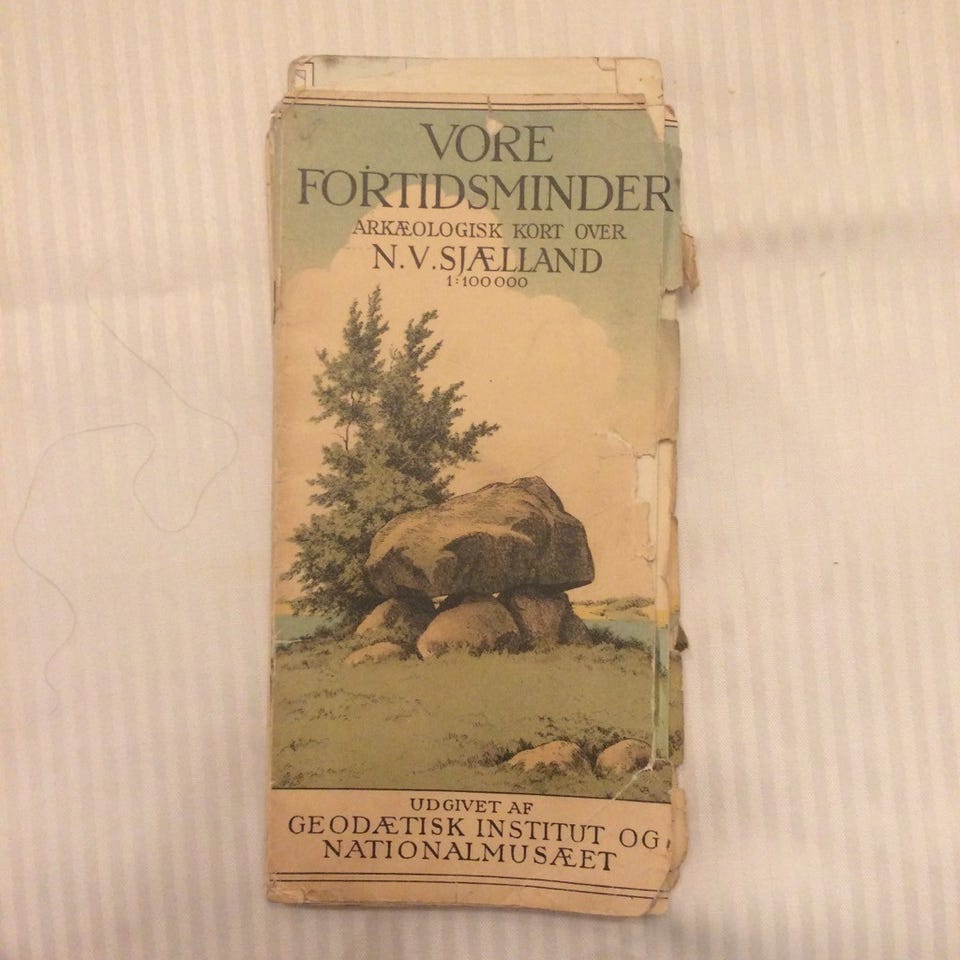 VORE
FORTIDSMINDER
ARKÆOLOGISK KORT OVER
N.V.SJÆLLAND
1:100000
UDGIVET AF
GEODÆTISK INSTITUT OG
NATIONALMUSÆET